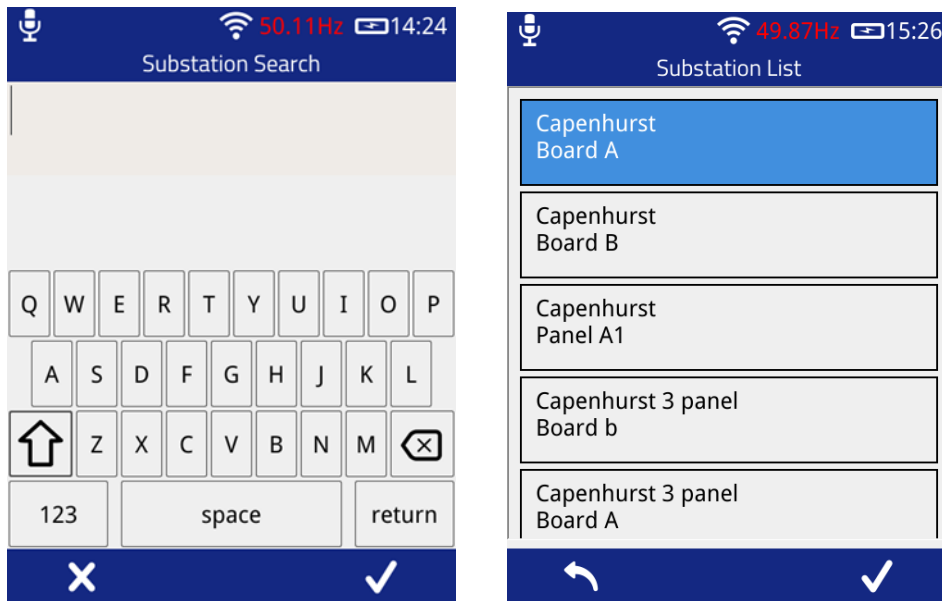 50.11Hz 14:24
Substation Search
Q W E R T Y U I O P
A S D F G H J K L
Z X C V B N M
123 space return
49.87Hz 15:26
Substation List
Capenhurst
Board A
Capenhurst
Board B
Capenhurst
Panel A1
Capenhurst 3 panel
Board b
Capenhurst 3 panel
Board A